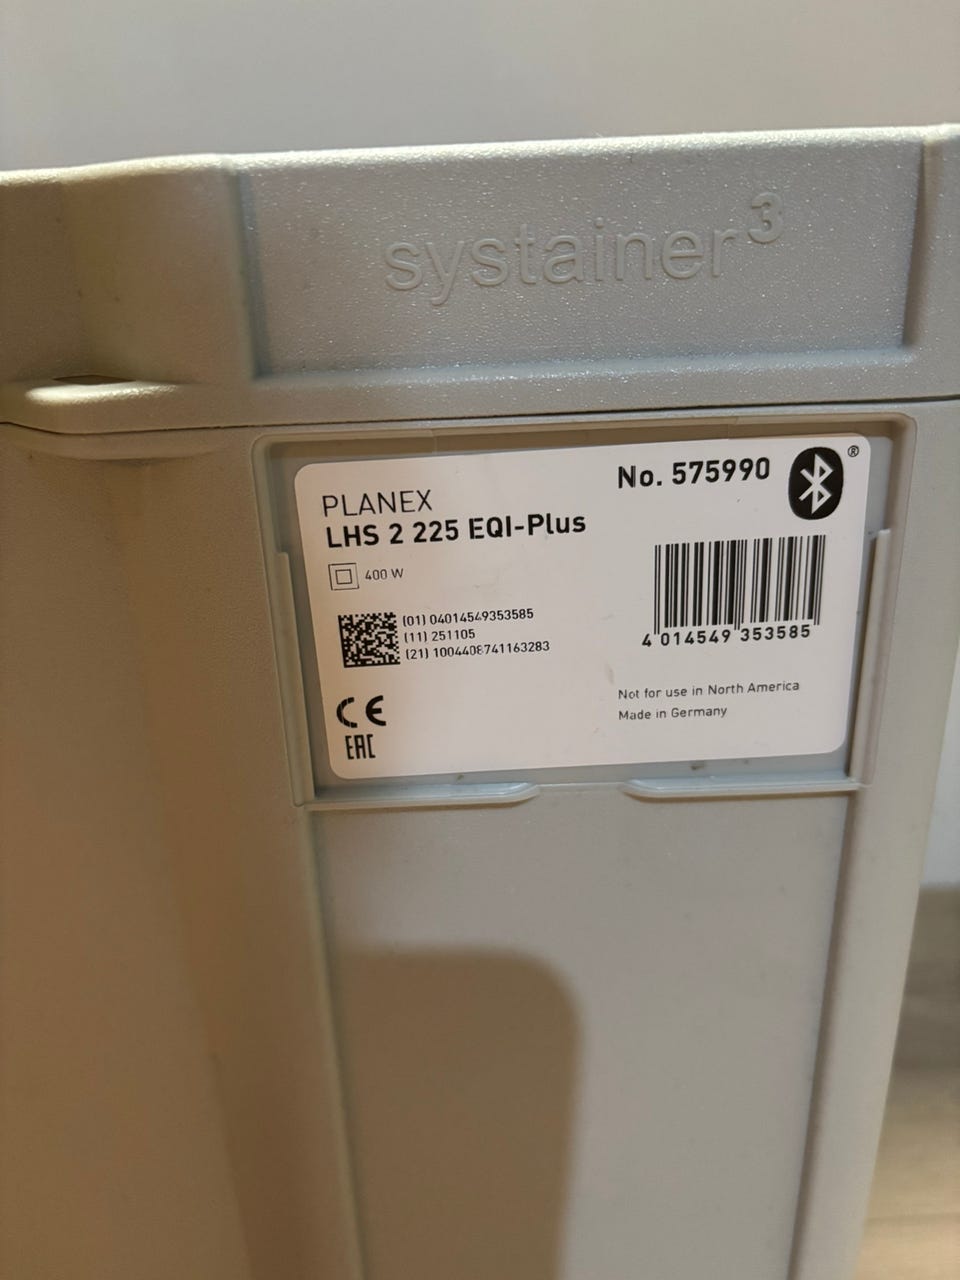 systainer³
PLANEX
LHS 2 225 EQI-Plus
No. 575990
®
400 W
(01) 04014549353585
(11) 251105
(21) 1004408741163283
4 014549 353585
CE
EAC
Not for use in North America
Made in Germany